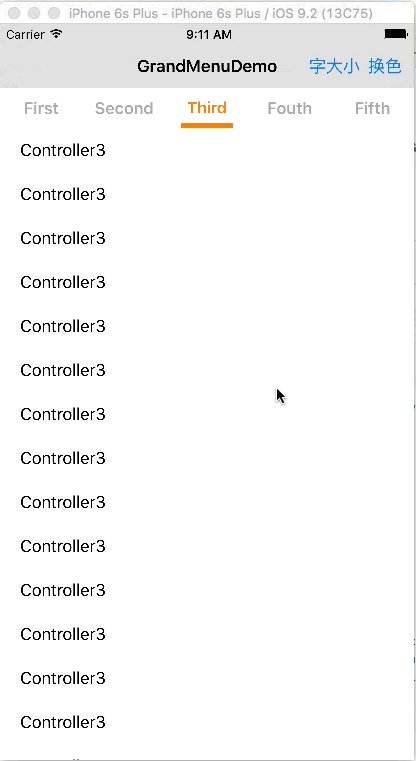 iPhone 6s Plus - iPhone 6s Plus / iOS 9.2 (13C75)
Carrier 9:11 AM
GrandMenuDemo 字大小 换色
First Second Third Fouth Fifth
Controller3
Controller3
Controller3
Controller3
Controller3
Controller3
Controller3
Controller3
Controller3
Controller3
Controller3
Controller3
Controller3
Controller3